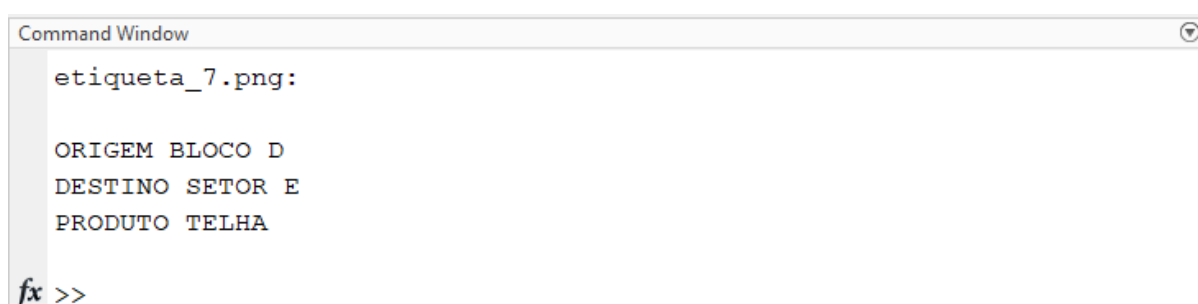 Command Window
etiqueta_7.png:
ORIGEM BLOCO D
DESTINO SETOR E
PRODUTO TELHA
fx >>